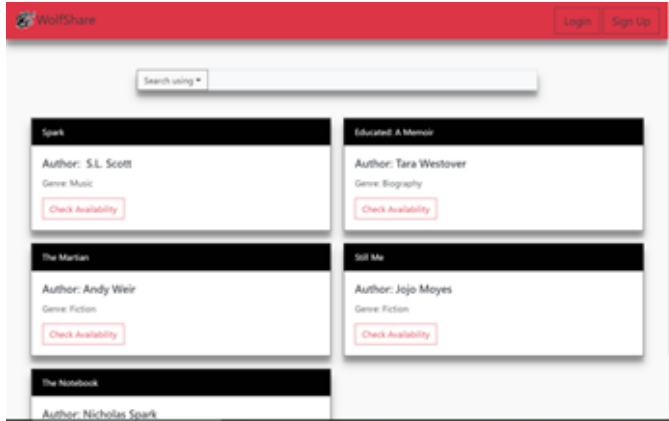 WolfShare
Login
Sign Up
Search using
Spark
Author: S.L. Scott
Genre: Music
Check Availability
Educated: A Memoir
Author: Tara Westover
Genre: Biography
Check Availability
The Martian
Author: Andy Weir
Genre: Fiction
Check Availability
Still Me
Author: Jojo Moyes
Genre: Fiction
Check Availability
The Notebook
Author: Nicholas Spark